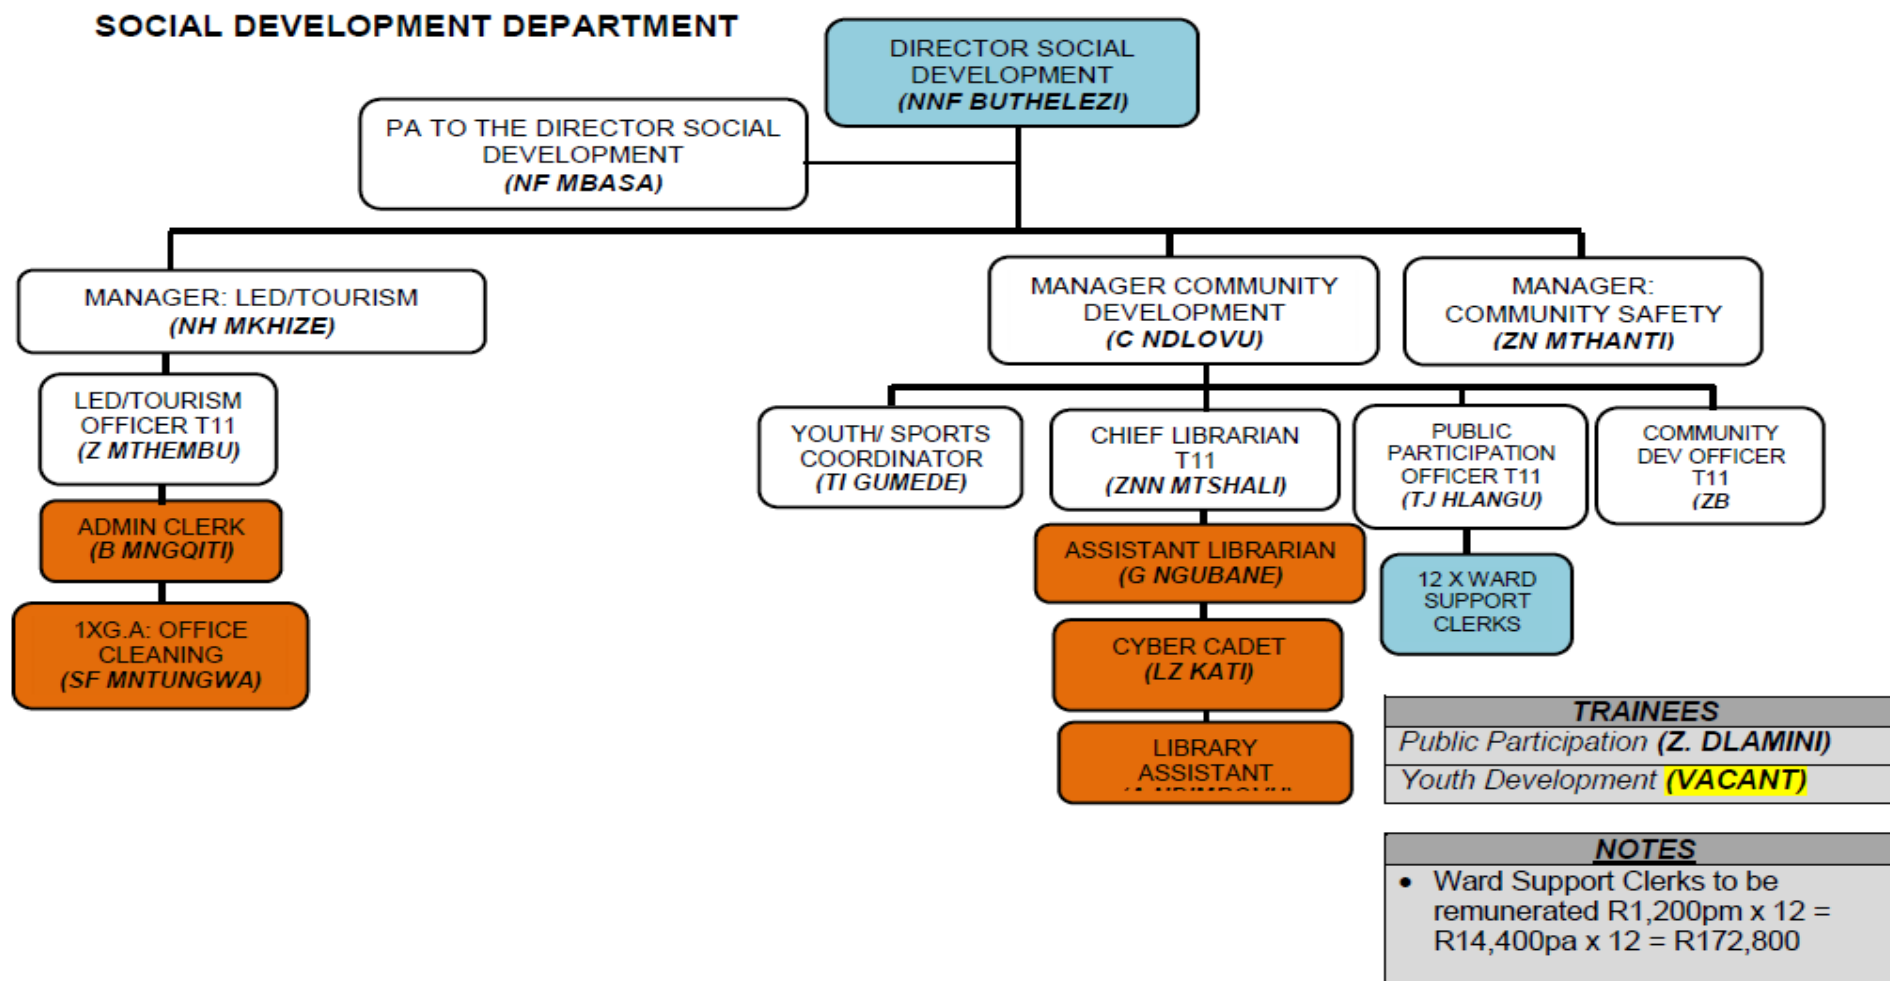 SOCIAL DEVELOPMENT DEPARTMENT
DIRECTOR SOCIAL
DEVELOPMENT
(NNF BUTHELEZI)
PA TO THE DIRECTOR SOCIAL
DEVELOPMENT
(NF MBASA)
MANAGER: LED/TOURISM
(NH MKHIZE)
MANAGER COMMUNITY
DEVELOPMENT
(C NDLOVU)
MANAGER:
COMMUNITY SAFETY
(ZN MTHANTI)
LED/TOURISM
OFFICER T11
(Z MTHEMBU)
ADMIN CLERK
(B MNGQITI)
1XG.A: OFFICE
CLEANING
(SF MNTUNGWA)
YOUTH/ SPORTS
COORDINATOR
(TI GUMEDE)
CHIEF LIBRARIAN
T11
(ZNN MTSHALI)
PUBLIC
PARTICIPATION
OFFICER T11
(TJ HLANGU)
COMMUNITY
DEV OFFICER
T11
(ZB
ASSISTANT LIBRARIAN
(G NGUBANE)
CYBER CADET
(LZ KATI)
LIBRARY
ASSISTANT
12 X WARD
SUPPORT
CLERKS
TRAINEES
Public Participation (Z. DLAMINI)
Youth Development (VACANT)
NOTES
• Ward Support Clerks to be
remunerated R1,200pm x 12 =
R14,400pa x 12 = R172,800